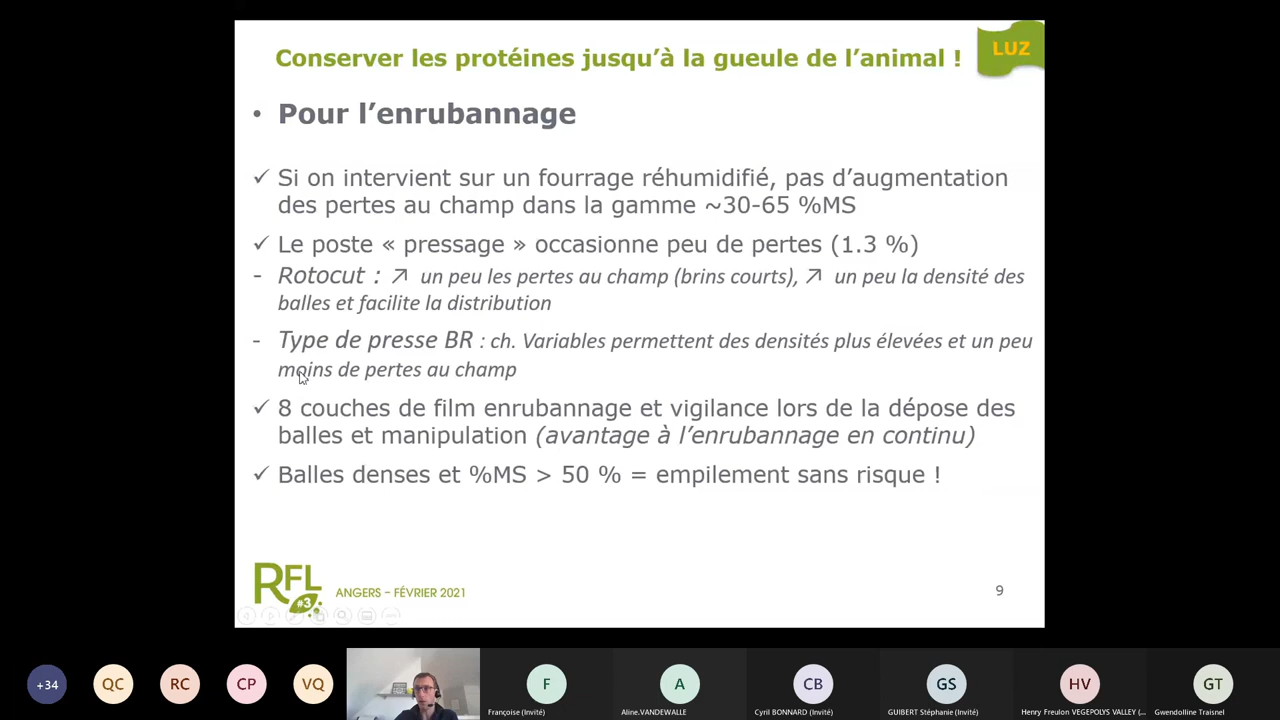 Conserver les protéines jusqu’à la gueule de l’animal !
LUZ
• Pour l’enrubannage
✓ Si on intervient sur un fourrage réhumidifié, pas d’augmentation
des pertes au champ dans la gamme ~30-65 %MS
✓ Le poste « pressage » occasionne peu de pertes (1.3 %)
- Rotocut : ↗ un peu les pertes au champ (brins courts), ↗ un peu la densité des
balles et facilite la distribution
- Type de presse BR : ch. Variables permettent des densités plus élevées et un peu
moins de pertes au champ
✓ 8 couches de film enrubannage et vigilance lors de la dépose des
balles et manipulation (avantage à l’enrubannage en continu)
✓ Balles denses et %MS > 50 % = empilement sans risque !
RFL
#3
ANGERS – FÉVRIER 2021
9
+34
QC
RC
CP
VQ
F
A
CB
GS
HV
GT
Françoise (Invité)
Aline.VANDEWALLE
Cyril BONNARD (Invité)
GUIBERT Stéphanie (Invité)
Henry Freulon VEGEPOLYS VALLEY (...
Gwendolline Traisnel